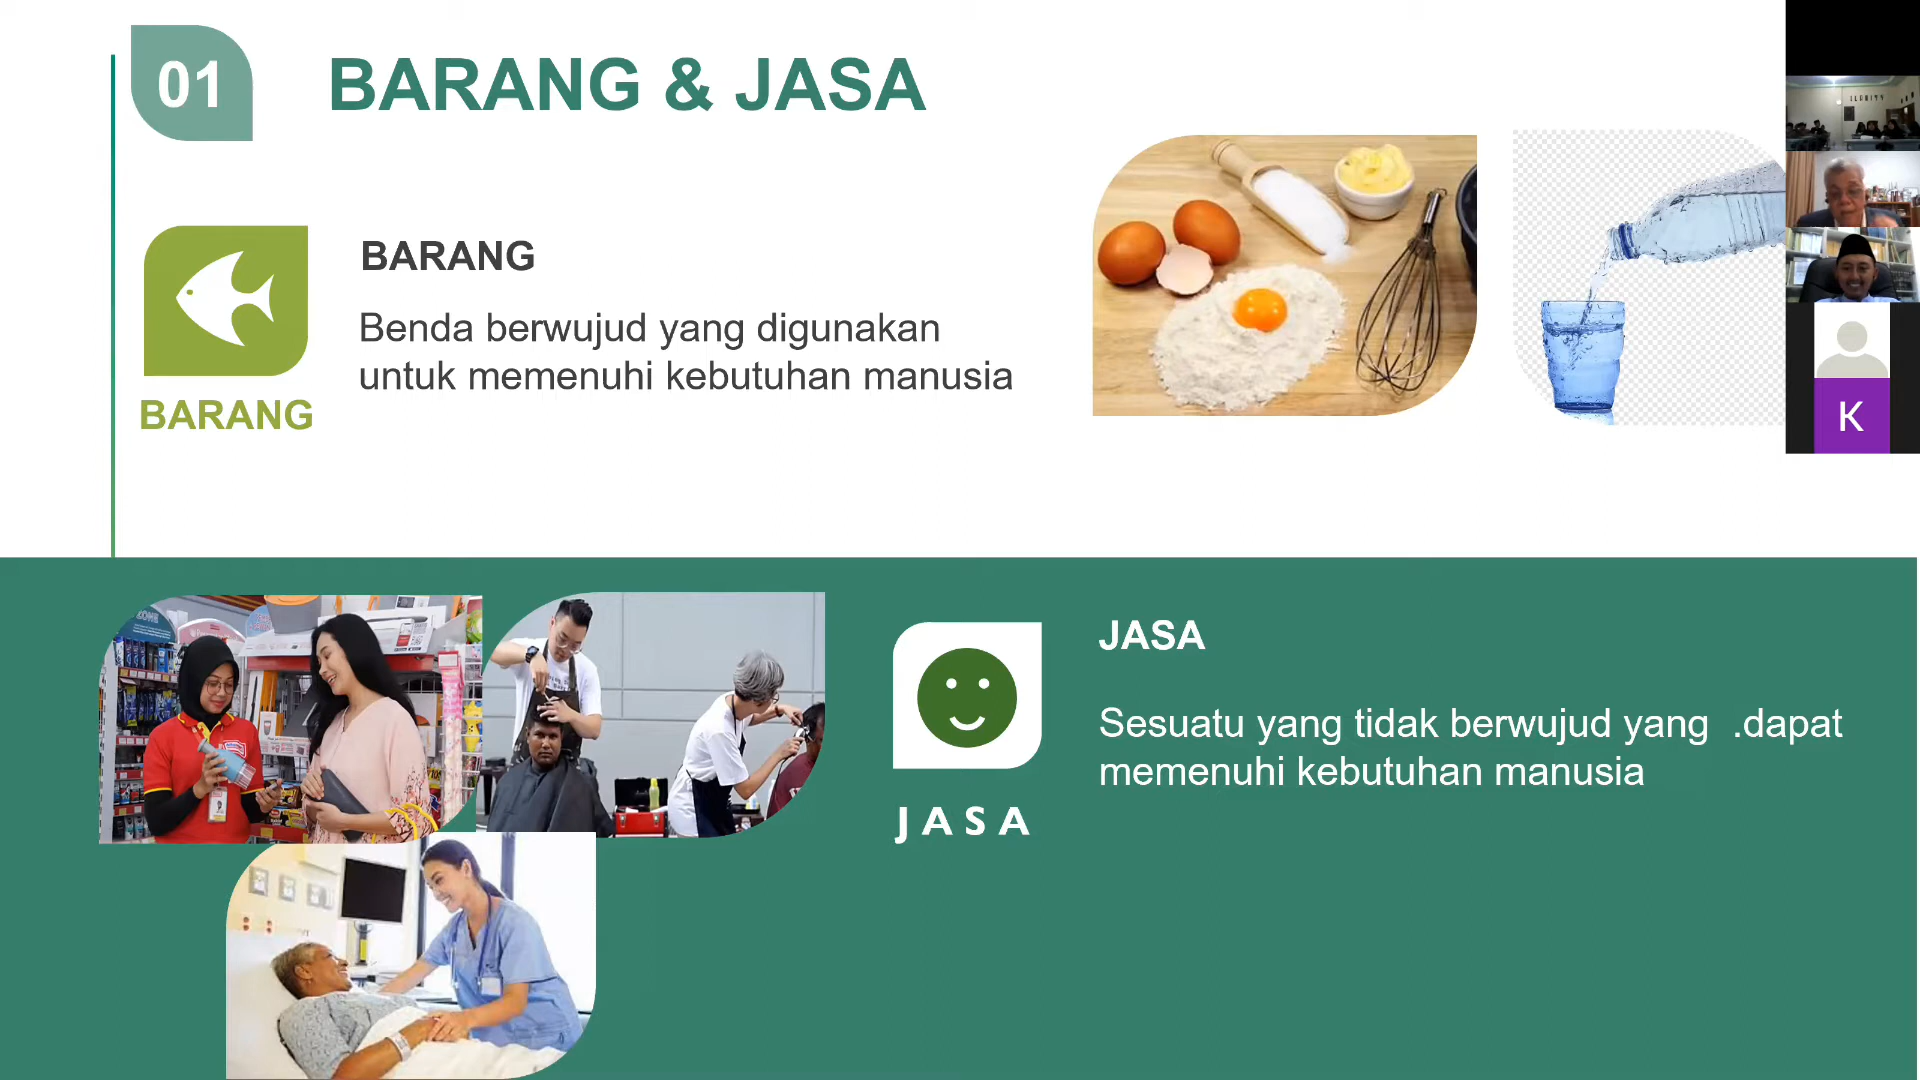 01
BARANG & JASA
BARANG
Benda berwujud yang digunakan
untuk memenuhi kebutuhan manusia
BARANG
JASA
Sesuatu yang tidak berwujud yang .dapat
memenuhi kebutuhan manusia
JASA
K